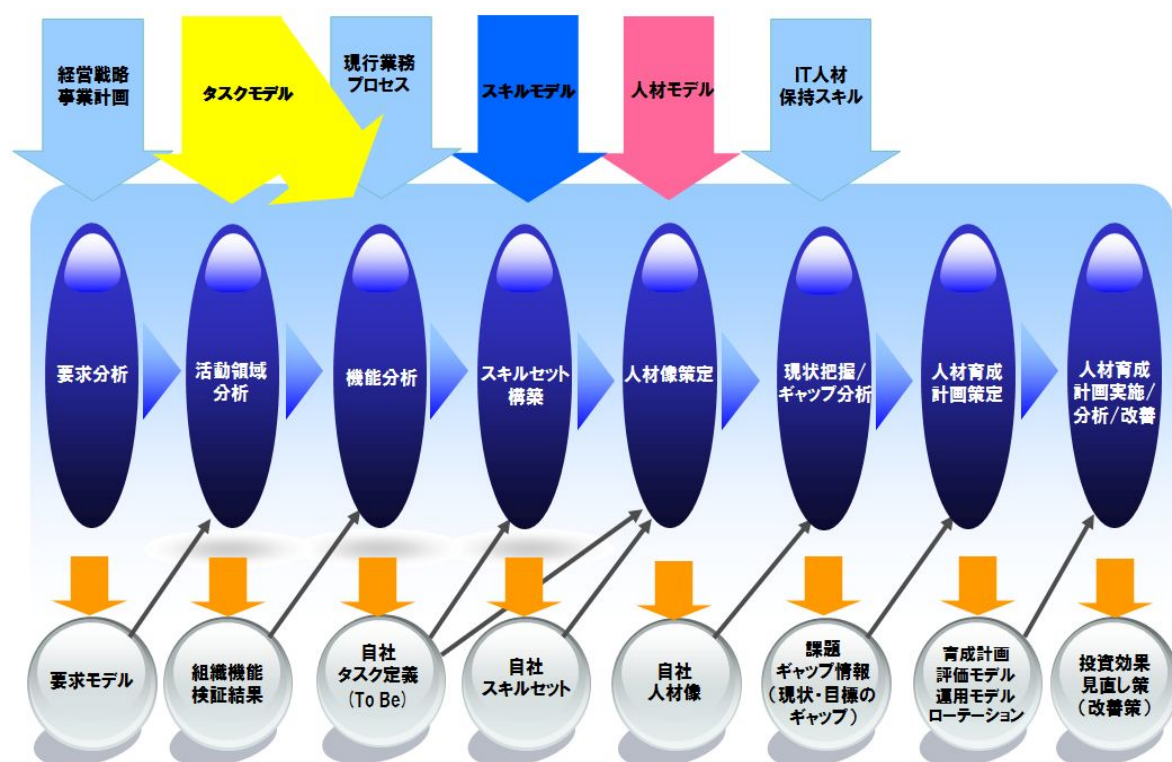 経営戦略
事業計画
タスクモデル
現行業務
プロセス
スキルモデル
人材モデル
IT人材
保持スキル
要求分析
活動領域
分析
機能分析
スキルセット
構築
人材像策定
現状把握/
ギャップ分析
人材育成
計画策定
人材育成
計画実施/
分析/改善
要求モデル
組織機能
検証結果
自社
タスク定義
(To Be)
自社
スキルセット
自社
人材像
課題
ギャップ情報
(現状・目標の
ギャップ)
育成計画
評価モデル
運用モデル
ローテーション
投資効果
見直し策
(改善策)